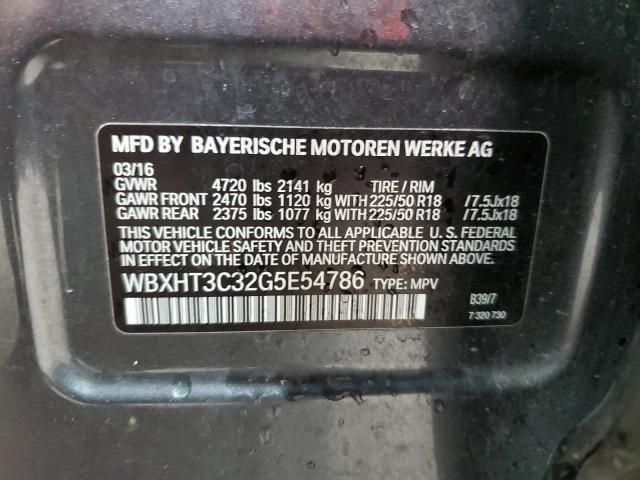 MFD BY BAYERISCHE MOTOREN WERKE AG
03/16
GVWR 4720 lbs 2141 kg TIRE / RIM
GAWR FRONT 2470 lbs 1120 kg WITH 225/50 R18 /7.5Jx18
GAWR REAR 2375 lbs 1077 kg WITH 225/50 R18 /7.5Jx18
THIS VEHICLE CONFORMS TO ALL APPLICABLE U. S. FEDERAL
MOTOR VEHICLE SAFETY AND THEFT PREVENTION STANDARDS
IN EFFECT ON THE DATE OF MANUFACTURE SHOWN ABOVE.
WBXHT3C32G5E54786 TYPE: MPV
B39/7
7 320 730